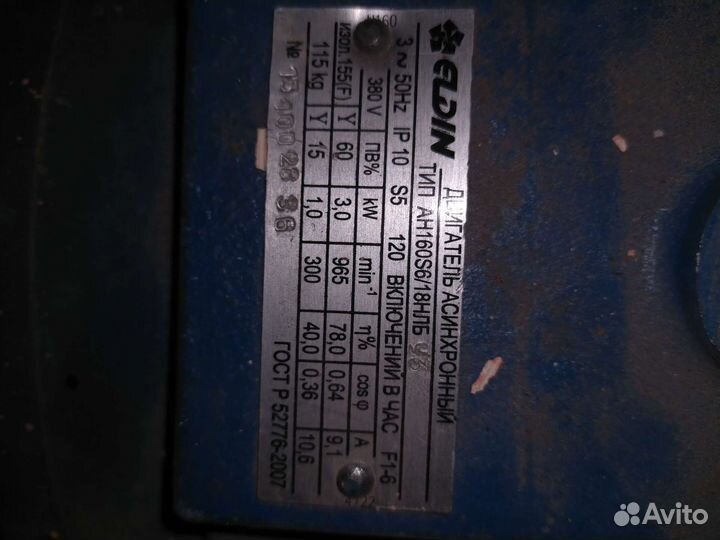 ELDIN
ДВИГАТЕЛЬ АСИНХРОННЫЙ
ТИП АН160S6/18НЛБ У3
3 ~ 50Hz IP 10 S5 120 ВКЛЮЧЕНИЙ В ЧАС F1-6
380 V ПВ% kW min⁻¹ η% cos φ A
изол.155(F) Y 60 3,0 965 78,0 0,64 9,1
115 kg Y 15 1,0 300 40,0 0,36 10,6
ГОСТ Р 52776-2007
Avito